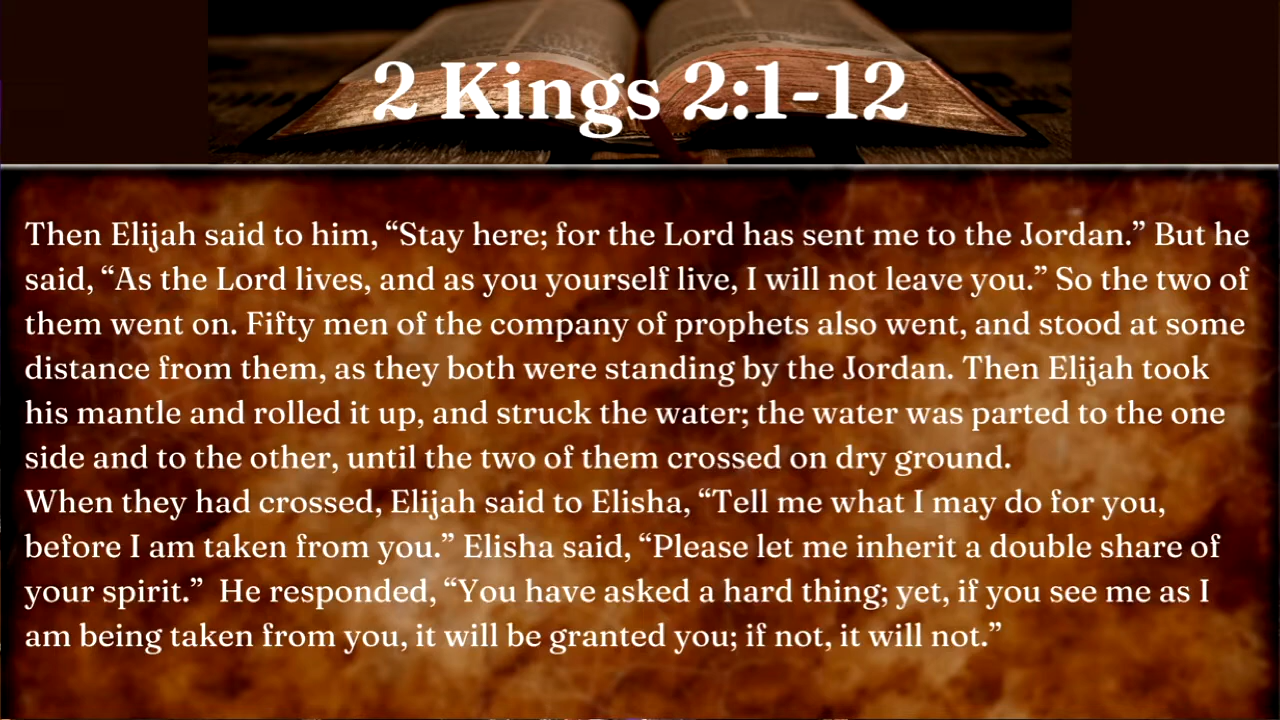 2 Kings 2:1-12
Then Elijah said to him, “Stay here; for the Lord has sent me to the Jordan.” But he
said, “As the Lord lives, and as you yourself live, I will not leave you.” So the two of
them went on. Fifty men of the company of prophets also went, and stood at some
distance from them, as they both were standing by the Jordan. Then Elijah took
his mantle and rolled it up, and struck the water; the water was parted to the one
side and to the other, until the two of them crossed on dry ground.
When they had crossed, Elijah said to Elisha, “Tell me what I may do for you,
before I am taken from you.” Elisha said, “Please let me inherit a double share of
your spirit.”  He responded, “You have asked a hard thing; yet, if you see me as I
am being taken from you, it will be granted you; if not, it will not.”